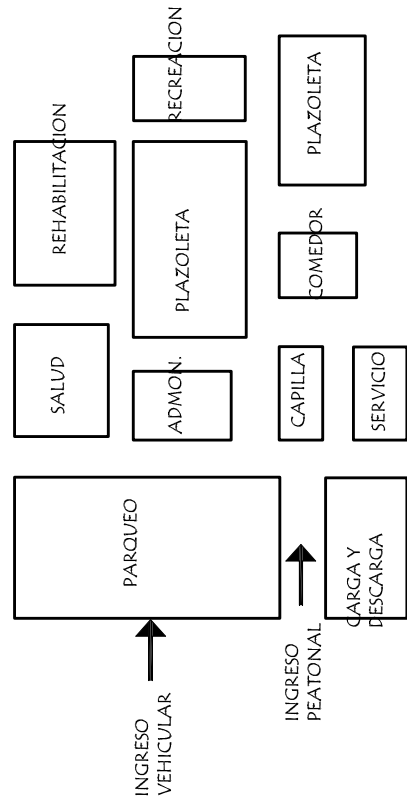 SALUD
REHABILITACION
INGRESO
VEHICULAR
PARQUEO
ADMON.
PLAZOLETA
RECREACION
INGRESO
PEATONAL
CAPILLA
COMEDOR
PLAZOLETA
CARGA Y
DESCARGA
SERVICIO